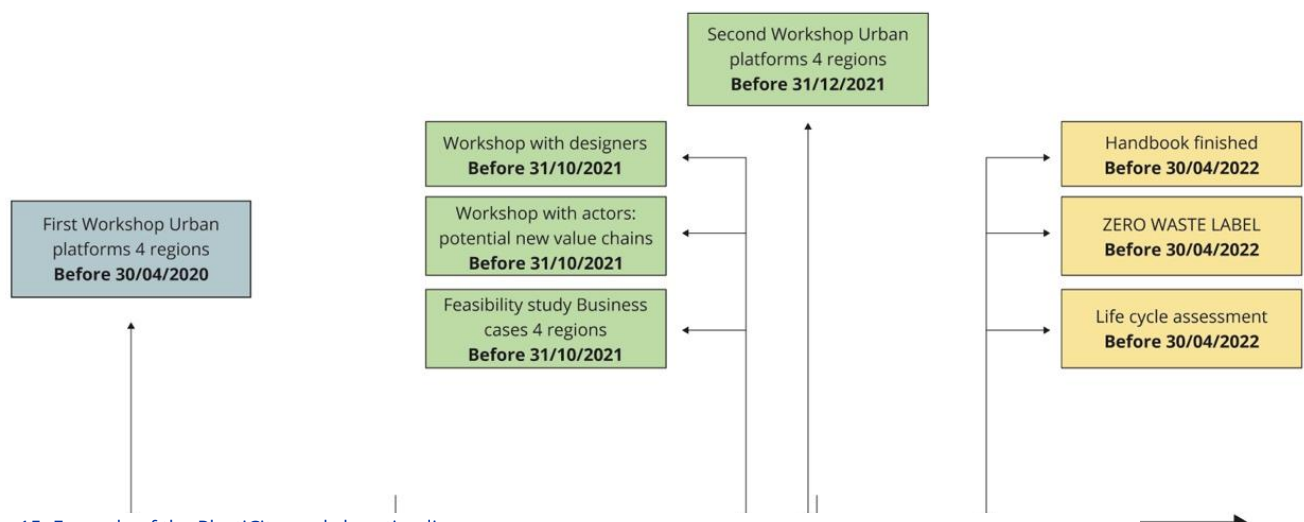 Second Workshop Urban
platforms 4 regions
Before 31/12/2021
Workshop with designers
Before 31/10/2021
Handbook finished
Before 30/04/2022
First Workshop Urban
platforms 4 regions
Before 30/04/2020
Workshop with actors:
potential new value chains
Before 31/10/2021
ZERO WASTE LABEL
Before 30/04/2022
Feasibility study Business
cases 4 regions
Before 31/10/2021
Life cycle assessment
Before 30/04/2022